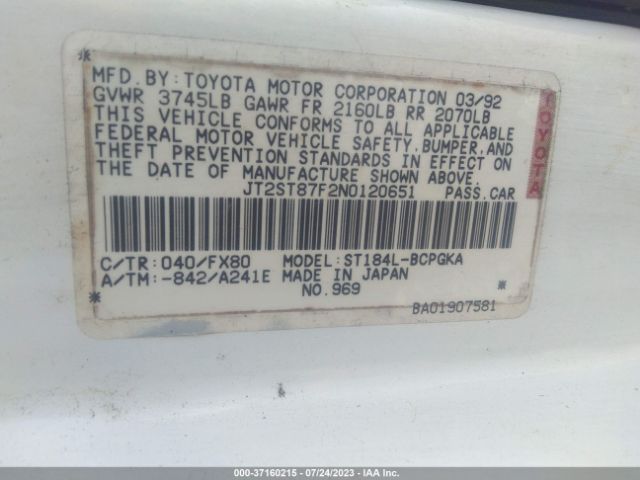 MFD.BY:TOYOTA MOTOR CORPORATION 03/92
GVWR 3745LB GAWR FR 2160LB RR 2070LB
THIS VEHICLE CONFORMS TO ALL APPLICABLE
FEDERAL MOTOR VEHICLE SAFETY,BUMPER,AND
THEFT PREVENTION STANDARDS IN EFFECT ON
THE DATE OF MANUFACTURE SHOWN ABOVE.
JT2ST87F2N0120651 PASS.CAR
TOYOTA
C/TR:040/FX80 MODEL:ST184L-BCPGKA
A/TM:-842/A241E MADE IN JAPAN
NO.969
BA01907581
000-37160215 - 07/24/2023 - IAA Inc.